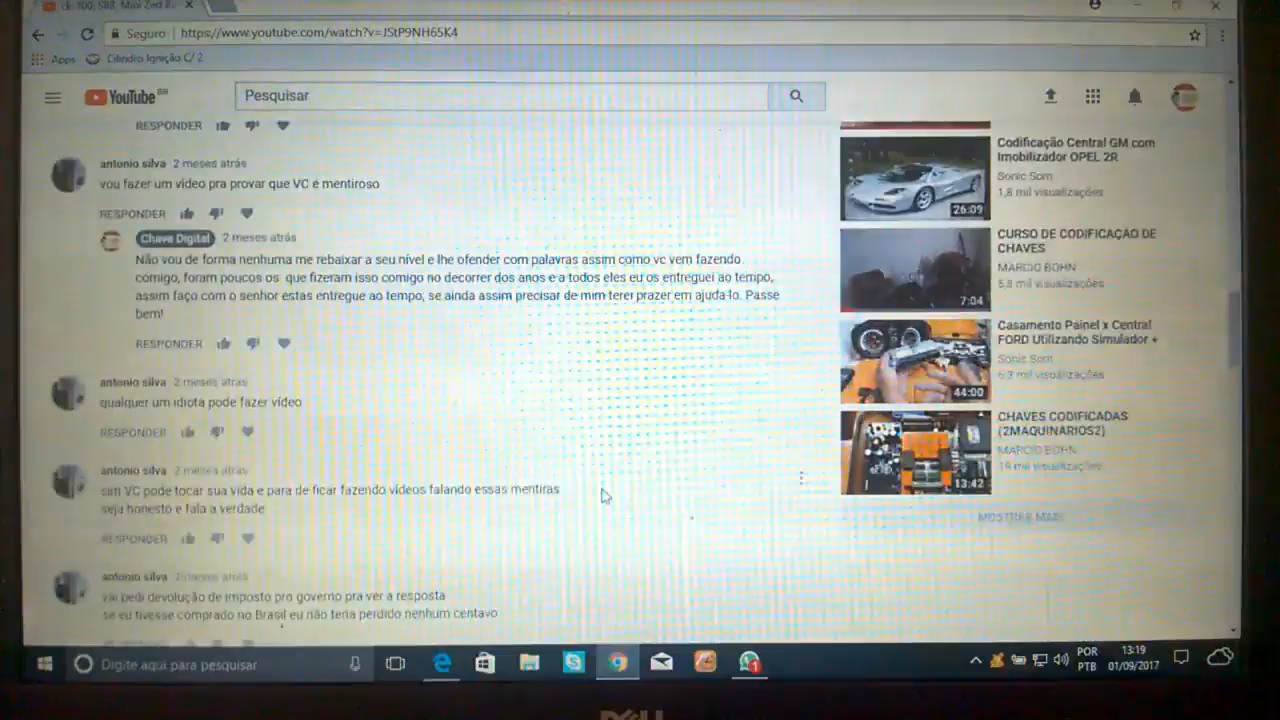 Seguro
https://www.youtube.com/watch?v=JStP9NH65K4
Apps
Cilindro Ignição C/ 2
YouTube BR
Pesquisar
RESPONDER
antonio silva 2 meses atrás
vou fazer um vídeo pra provar que VC é mentiroso
RESPONDER
Chave Digital 2 meses atrás
Não vou de forma nenhuma me rebaixar a seu nível e lhe ofender com palavras assim como vc vem fazendo
comigo, foram poucos os que fizeram isso comigo no decorrer dos anos e a todos eles eu os entreguei ao tempo,
assim faço com o senhor estas entregue ao tempo, se ainda assim precisar de mim terei prazer em ajuda-lo. Passe
bem!
RESPONDER
antonio silva 2 meses atrás
qualquer um idiota pode fazer vídeo
RESPONDER
antonio silva 2 meses atrás
sim VC pode tocar sua vida e para de ficar fazendo vídeos falando essas mentiras
seja honesto e fala a verdade
RESPONDER
antonio silva 2 meses atrás
vai pedi devolução de imposto pro governo pra ver a resposta
se eu tivesse comprado no Brasil eu não teria perdido nenhum centavo
Codificação Central GM com
Imobilizador OPEL 2R
Sonic Som
1,8 mil visualizações
26:09
CURSO DE CODIFICAÇÃO DE
CHAVES
MARCIO BOHN
5,8 mil visualizações
7:04
Casamento Painel x Central
FORD Utilizando Simulador +
Sonic Som
6,3 mil visualizações
44:00
CHAVES CODIFICADAS
(2MAQUINARIOS2)
MARCIO BOHN
19 mil visualizações
13:42
MOSTRAR MAIS
Digite aqui para pesquisar
POR
PTB
13:19
01/09/2017
DELL